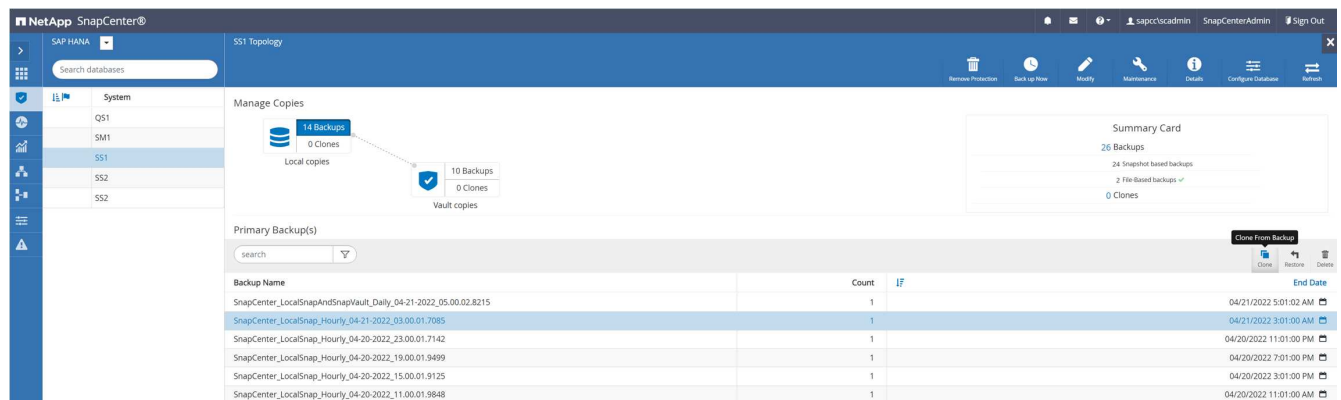 NetApp SnapCenter®
sapcc\scadmin SnapCenterAdmin Sign Out
SAP HANA
SS1 Topology
Search databases
Remove Protection Back up Now Modify Maintenance Details Configure Database Refresh
System
QS1
SM1
SS1
SS2
SS2
Manage Copies
14 Backups
0 Clones
Local copies
10 Backups
0 Clones
Vault copies
Summary Card
26 Backups
24 Snapshot based backups
2 File-Based backups
0 Clones
Primary Backup(s)
Clone From Backup
search
Clone Restore Delete
Backup Name Count End Date
SnapCenter_LocalSnapAndSnapVault_Daily_04-21-2022_05.00.02.8215 1 04/21/2022 5:01:02 AM
SnapCenter_LocalSnap_Hourly_04-21-2022_03.00.01.7085 1 04/21/2022 3:01:00 AM
SnapCenter_LocalSnap_Hourly_04-20-2022_23.00.01.7142 1 04/20/2022 11:01:00 PM
SnapCenter_LocalSnap_Hourly_04-20-2022_19.00.01.9499 1 04/20/2022 7:01:00 PM
SnapCenter_LocalSnap_Hourly_04-20-2022_15.00.01.9125 1 04/20/2022 3:01:00 PM
SnapCenter_LocalSnap_Hourly_04-20-2022_11.00.01.9848 1 04/20/2022 11:01:00 AM